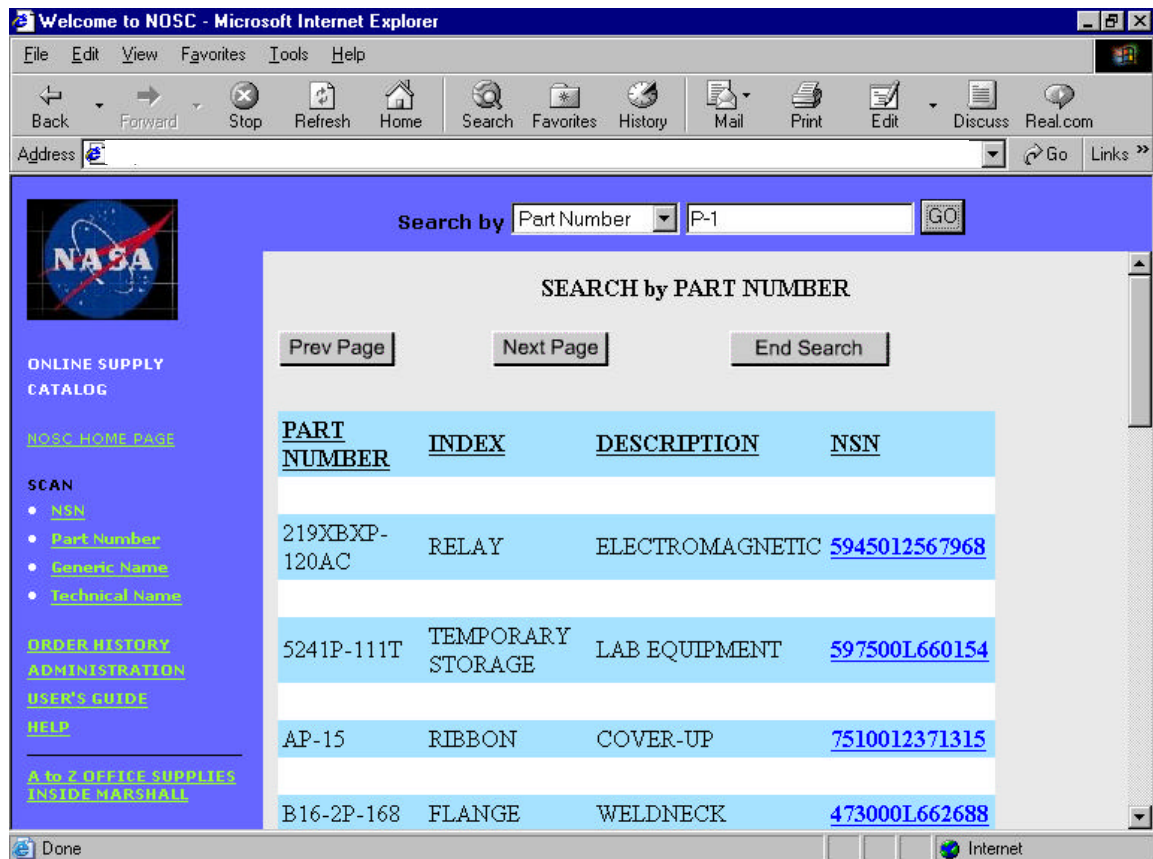 Welcome to NOSC - Microsoft Internet Explorer
File Edit View Favorites Tools Help
Back Forward Stop Refresh Home Search Favorites History Mail Print Edit Discuss Real.com
Address Go Links »
NASA
Search by Part Number P-1 GO
SEARCH by PART NUMBER
Prev Page Next Page End Search
ONLINE SUPPLY
CATALOG
NOSC HOME PAGE
SCAN
NSN
Part Number
Generic Name
Technical Name
ORDER HISTORY
ADMINISTRATION
USER'S GUIDE
HELP
A to Z OFFICE SUPPLIES
INSIDE MARSHALL
PART
NUMBER INDEX DESCRIPTION NSN
219XBXP-
120AC RELAY ELECTROMAGNETIC 5945012567968
5241P-111T TEMPORARY
STORAGE LAB EQUIPMENT 597500L660154
AP-15 RIBBON COVER-UP 7510012371315
B16-2P-168 FLANGE WELDNECK 473000L662688
Done Internet